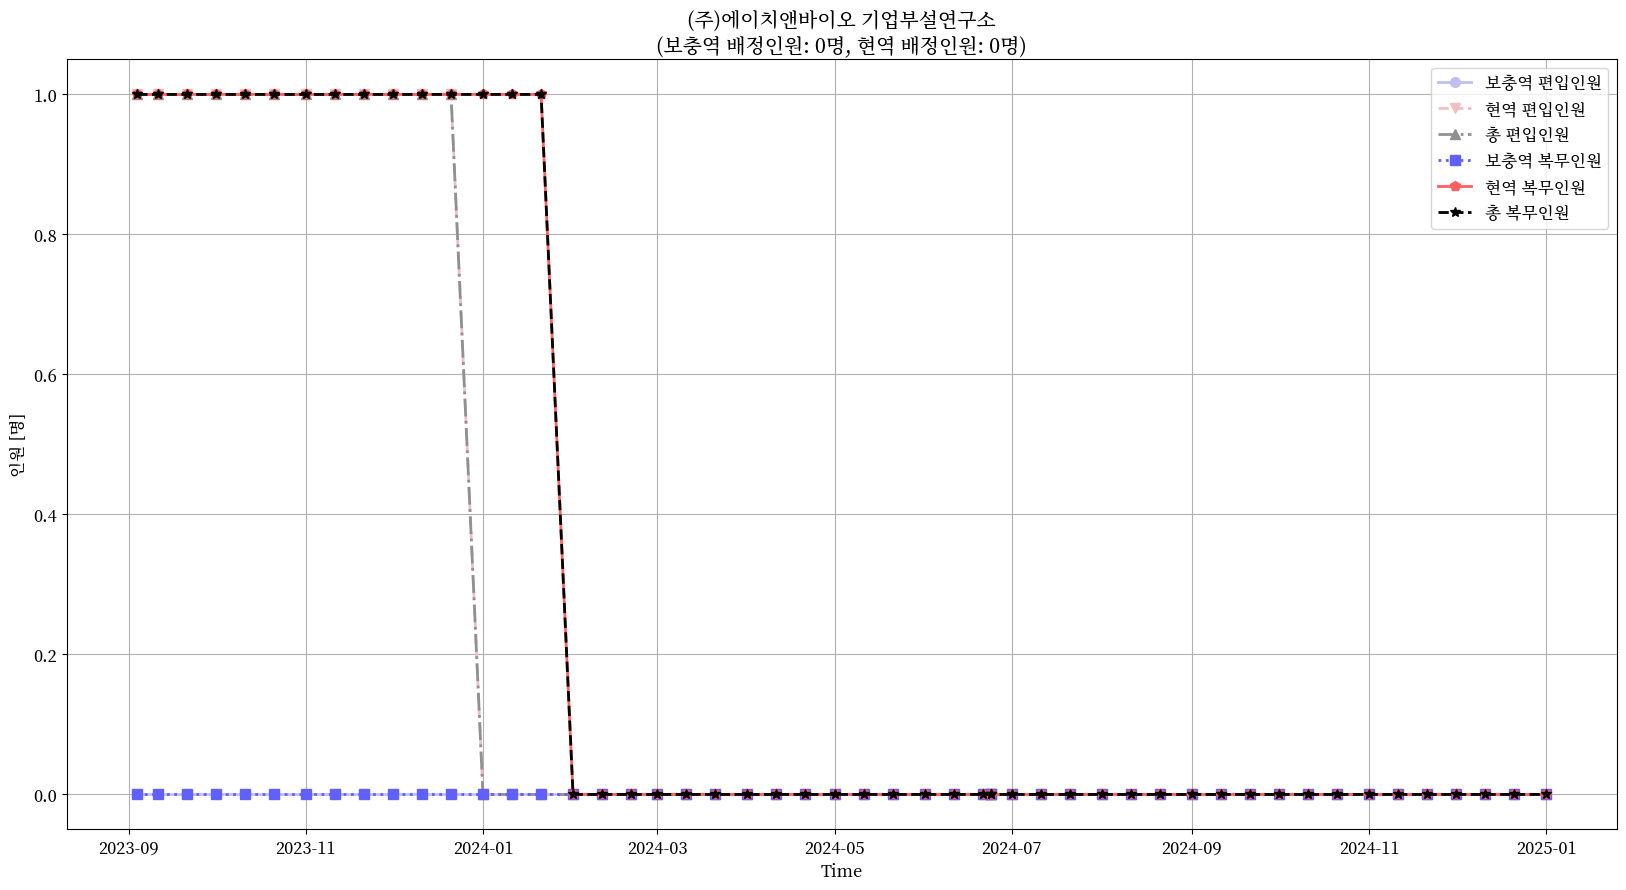 (주)에이치앤바이오 기업부설연구소
(보충역 배정인원: 0명, 현역 배정인원: 0명)
보충역 편입인원
현역 편입인원
총 편입인원
보충역 복무인원
현역 복무인원
총 복무인원
1.0
0.8
0.6
0.4
0.2
0.0
인원 [명]
2023-09
2023-11
2024-01
2024-03
2024-05
2024-07
2024-09
2024-11
2025-01
Time